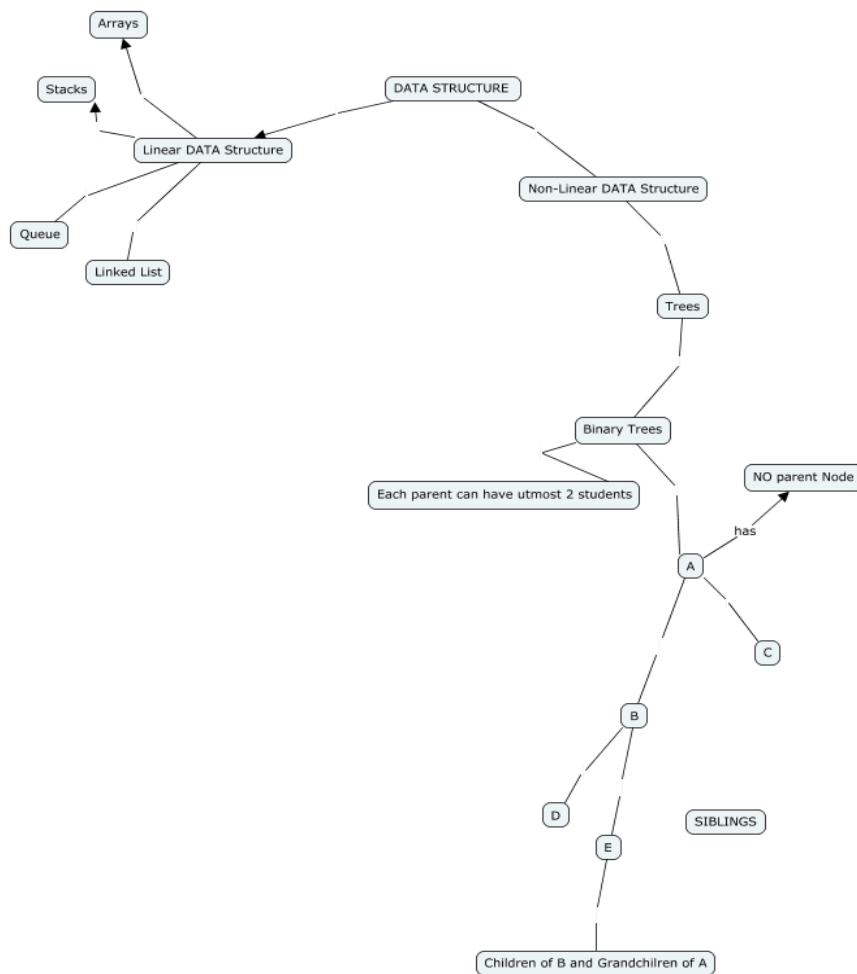 Arrays
DATA STRUCTURE
Stacks
Linear DATA Structure
Non-Linear DATA Structure
Queue
Linked List
Trees
Binary Trees
NO parent Node
Each parent can have utmost 2 students
has
A
C
B
D
SIBLINGS
E
Children of B and Grandchilren of A